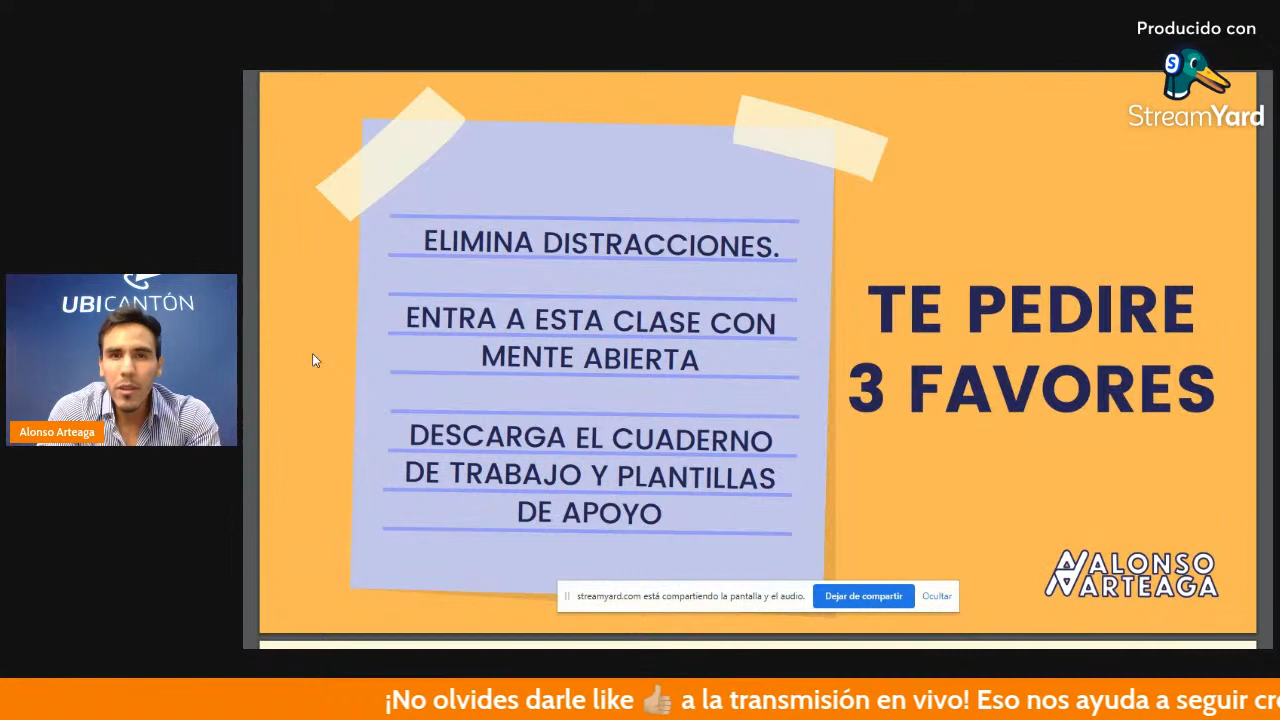 Producido con
StreamYard
ELIMINA DISTRACCIONES.
ENTRA A ESTA CLASE CON
MENTE ABIERTA
DESCARGA EL CUADERNO
DE TRABAJO Y PLANTILLAS
DE APOYO
TE PEDIRE
3 FAVORES
UBICANTÓN
Alonso Arteaga
ALONSO
ARTEAGA
streamyard.com está compartiendo la pantalla y el audio.
Dejar de compartir
Ocultar
¡No olvides darle like 👍🏼 a la transmisión en vivo! Eso nos ayuda a seguir cre